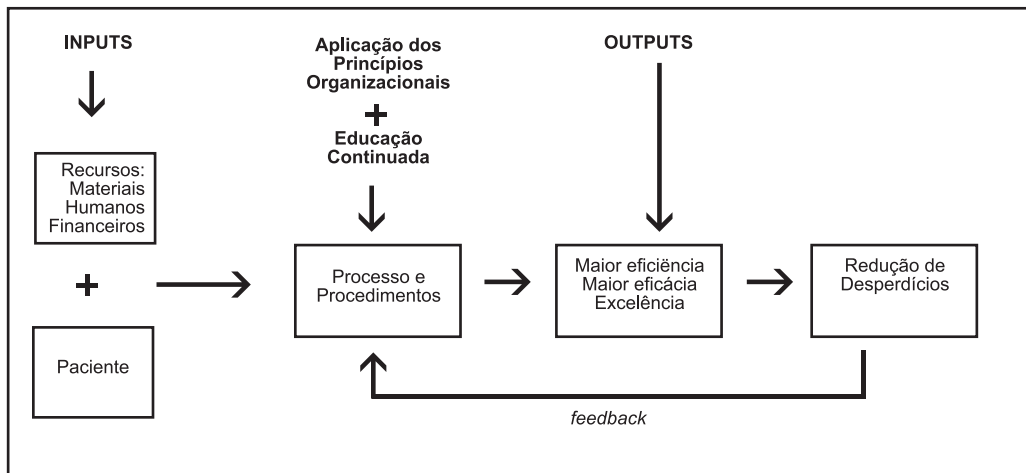 INPUTS
Recursos:
Materiais
Humanos
Financeiros
+
Paciente
Aplicação dos
Princípios
Organizacionais
+
Educação
Continuada
Processo e
Procedimentos
OUTPUTS
Maior eficiëncia
Maior eficácia
Excelência
Redução de
Desperdícios
feedback